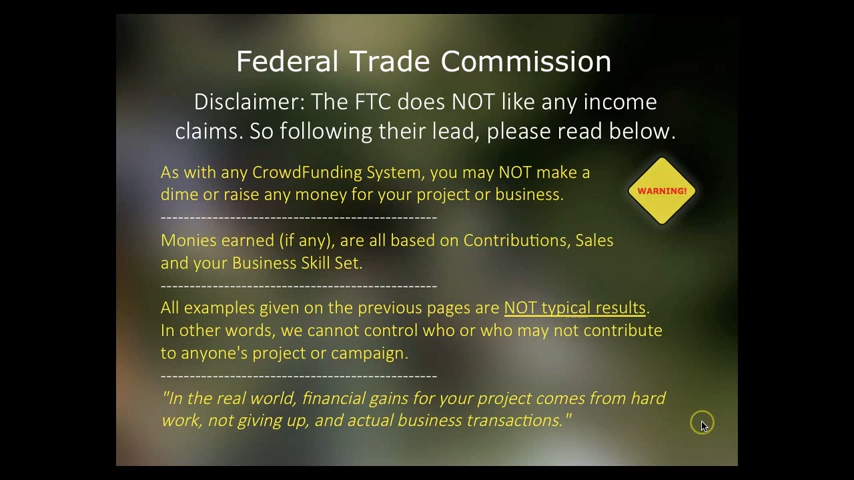 Federal Trade Commission
Disclaimer: The FTC does NOT like any income
claims. So following their lead, please read below.
As with any CrowdFunding System, you may NOT make a
dime or raise any money for your project or business.
WARNING!
------------------------------------------------
Monies earned (if any), are all based on Contributions, Sales
and your Business Skill Set.
------------------------------------------------
All examples given on the previous pages are NOT typical results.
In other words, we cannot control who or who may not contribute
to anyone's project or campaign.
------------------------------------------------
"In the real world, financial gains for your project comes from hard
work, not giving up, and actual business transactions."